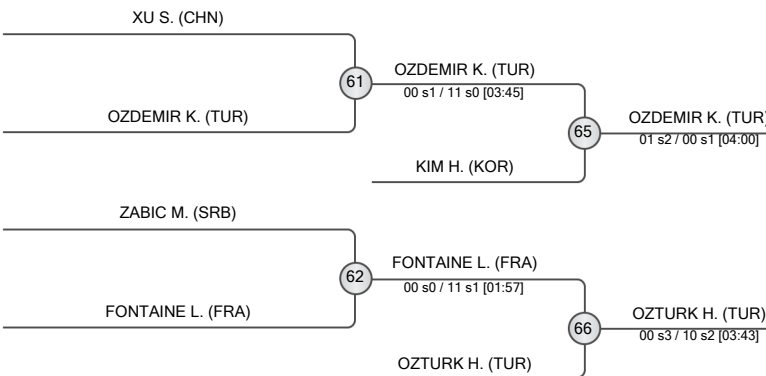 XU S. (CHN)
61
OZDEMIR K. (TUR)
00 s1 / 11 s0 [03:45]
OZDEMIR K. (TUR)
65
OZDEMIR K. (TUR)
01 s2 / 00 s1 [04:00]
KIM H. (KOR)
ZABIC M. (SRB)
62
FONTAINE L. (FRA)
00 s0 / 11 s1 [01:57]
FONTAINE L. (FRA)
66
OZTURK H. (TUR)
00 s3 / 10 s2 [03:43]
OZTURK H. (TUR)